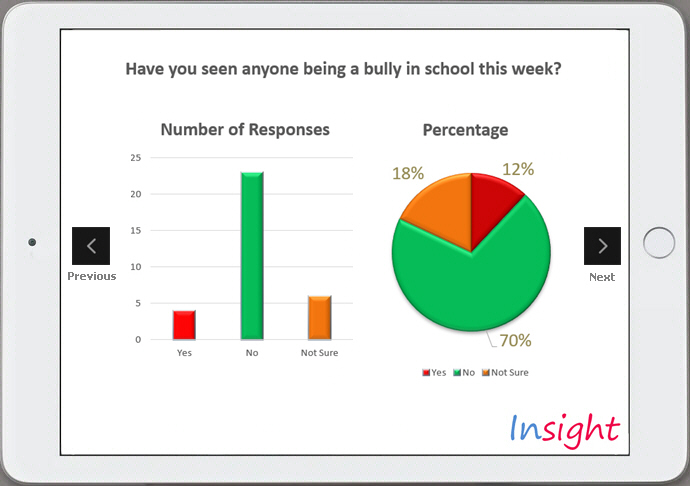 Have you seen anyone being a bully in school this week?
Number of Responses
25
20
15
10
5
0
Yes
No
Not Sure
Percentage
18%
12%
70%
Yes No Not Sure
Previous
Next
Insight